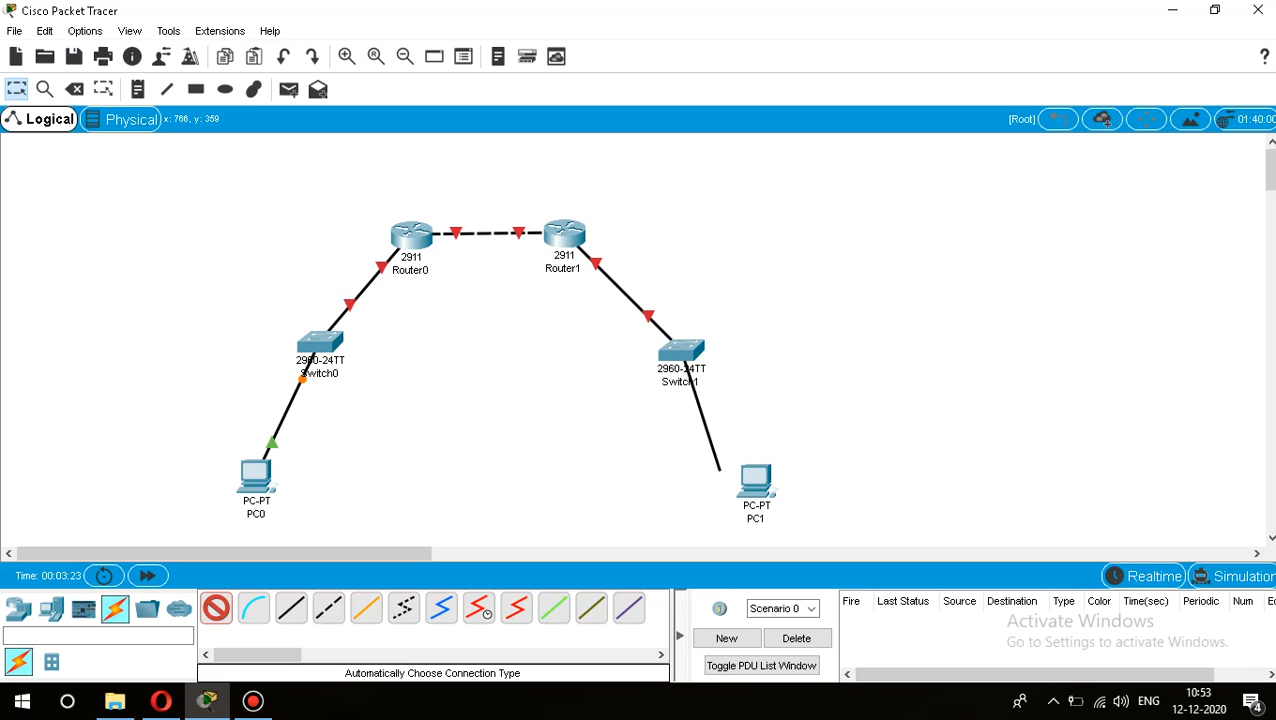 Cisco Packet Tracer
File Edit Options View Tools Extensions Help
?
Logical Physical x: 766, y: 359 [Root] 01:40:00
2911
Router0
2911
Router1
2960-24TT
Switch0
2960-24TT
Switch1
PC-PT
PC0
PC-PT
PC1
Time: 00:03:23 Realtime Simulation
Scenario 0
New Delete
Toggle PDU List Window
Fire Last Status Source Destination Type Color Time(sec) Periodic Num
Activate Windows
Go to Settings to activate Windows.
Automatically Choose Connection Type
ENG
10:53
12-12-2020
4